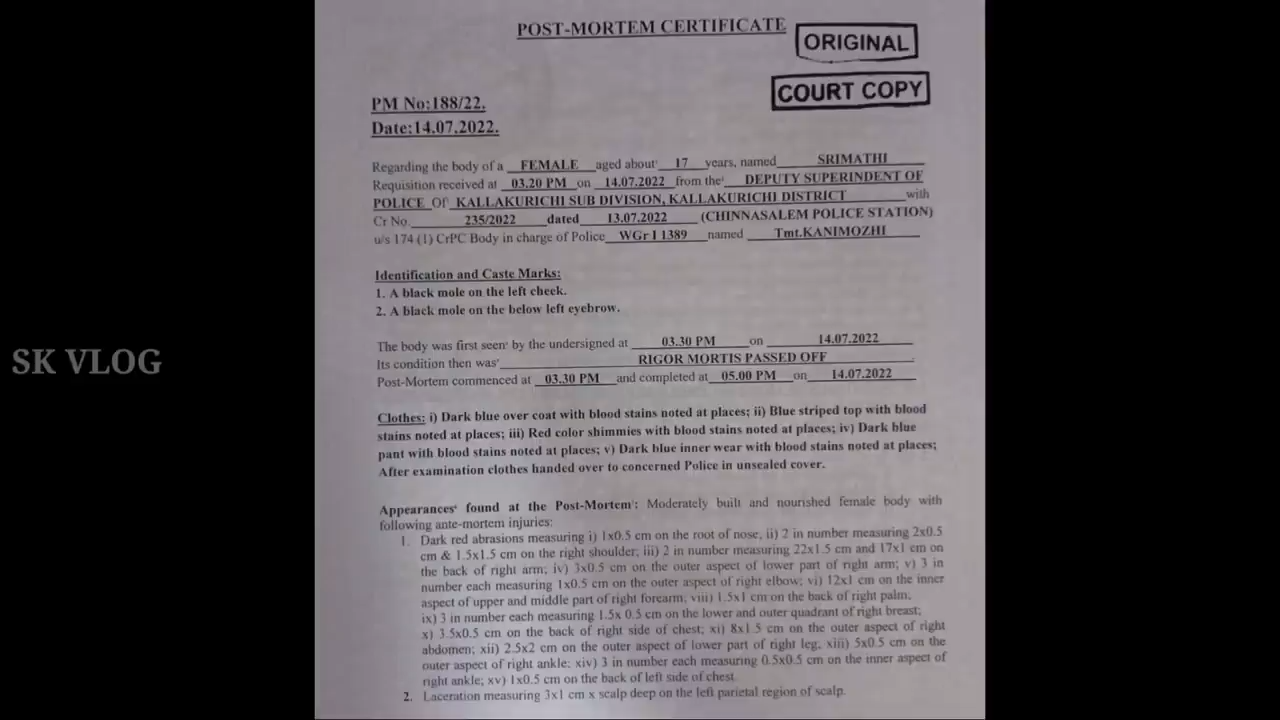 POST-MORTEM CERTIFICATE
ORIGINAL
COURT COPY
PM No:188/22.
Date:14.07.2022.
Regarding the body of a FEMALE aged about 17 years, named SRIMATHI
Requisition received at 03.20 PM on 14.07.2022 from the DEPUTY SUPERINDENT OF
POLICE Of KALLAKURICHI SUB DIVISION, KALLAKURICHI DISTRICT with
Cr No. 235/2022 dated 13.07.2022 (CHINNASALEM POLICE STATION)
u/s 174 (1) CrPC Body in charge of Police WGr I 1389 named Tmt.KANIMOZHI
Identification and Caste Marks:
1. A black mole on the left cheek.
2. A black mole on the below left eyebrow.
The body was first seen by the undersigned at 03.30 PM on 14.07.2022
Its condition then was RIGOR MORTIS PASSED OFF
Post-Mortem commenced at 03.30 PM and completed at 05.00 PM on 14.07.2022
SK VLOG
Clothes: i) Dark blue over coat with blood stains noted at places; ii) Blue striped top with blood
stains noted at places; iii) Red color shimmies with blood stains noted at places; iv) Dark blue
pant with blood stains noted at places; v) Dark blue inner wear with blood stains noted at places;
After examination clothes handed over to concerned Police in unsealed cover.
Appearances found at the Post-Mortem: Moderately built and nourished female body with
following ante-mortem injuries:
1. Dark red abrasions measuring i) 1x0.5 cm on the root of nose, ii) 2 in number measuring 2x0.5
cm & 1.5x1.5 cm on the right shoulder; iii) 2 in number measuring 22x1.5 cm and 17x1 cm on
the back of right arm; iv) 3x0.5 cm on the outer aspect of lower part of right arm; v) 3 in
number each measuring 1x0.5 cm on the outer aspect of right elbow; vi) 12x1 cm on the inner
aspect of upper and middle part of right forearm; viii) 1.5x1 cm on the back of right palm,
ix) 3 in number each measuring 1.5x 0.5 cm on the lower and outer quadrant of right breast;
x) 3.5x0.5 cm on the back of right side of chest; xi) 8x1.5 cm on the outer aspect of right
abdomen; xii) 2.5x2 cm on the outer aspect of lower part of right leg, xiii) 5x0.5 cm on the
outer aspect of right ankle; xiv) 3 in number each measuring 0.5x0.5 cm on the inner aspect of
right ankle; xv) 1x0.5 cm on the back of left side of chest.
2. Laceration measuring 3x1 cm x scalp deep on the left parietal region of scalp.